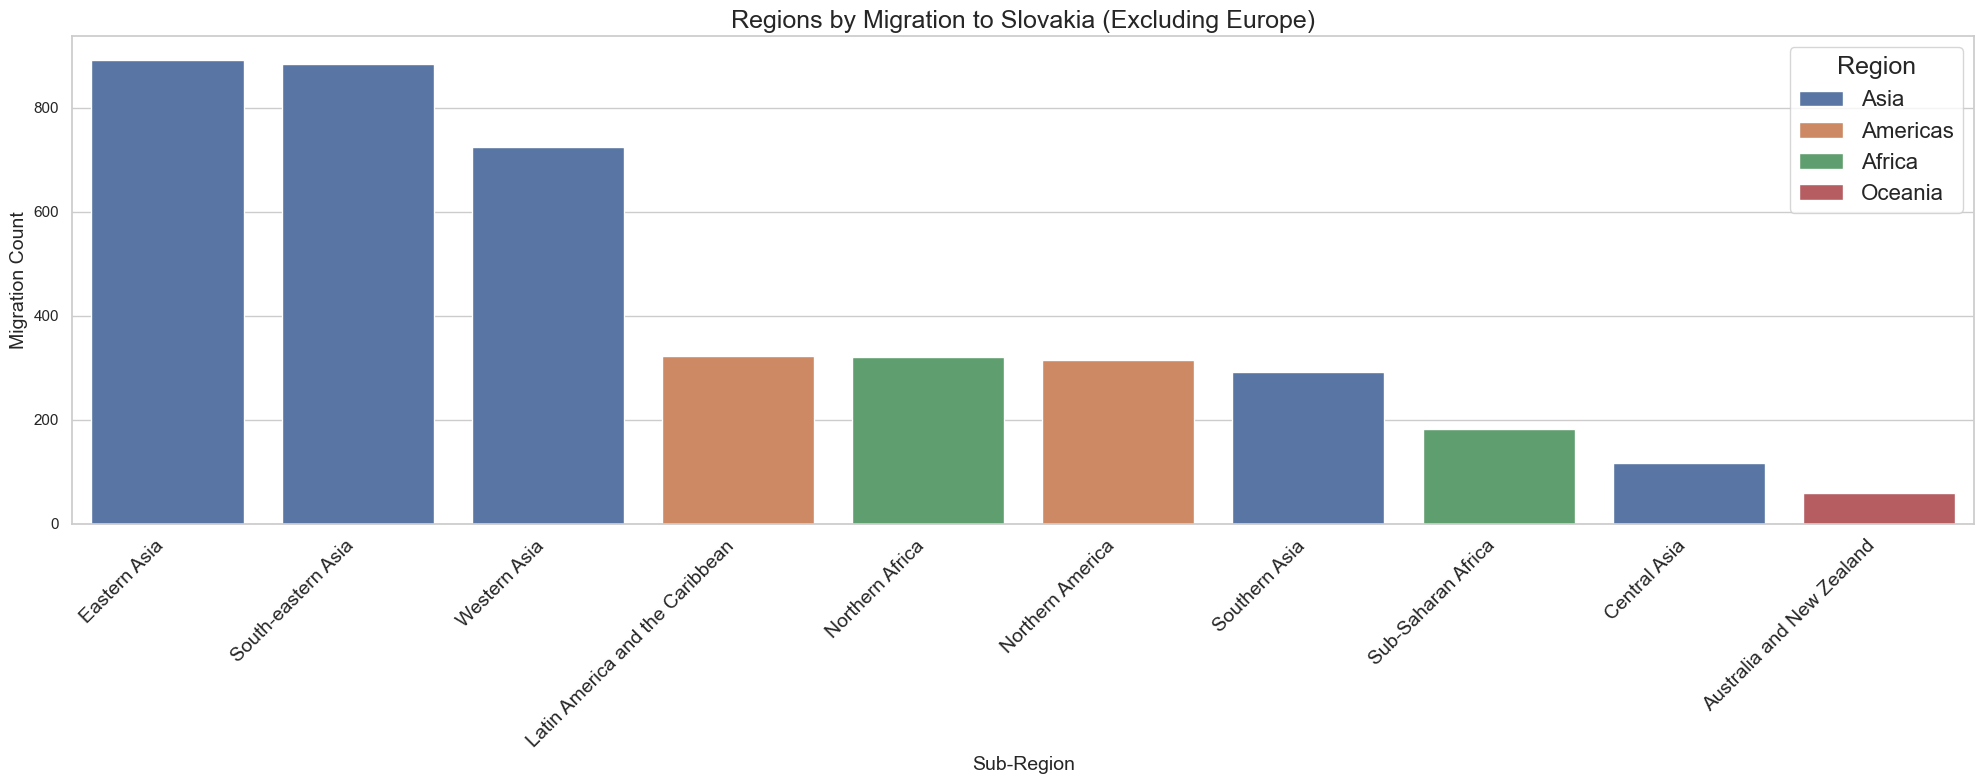 Regions by Migration to Slovakia (Excluding Europe)
Region
Asia
Americas
Africa
Oceania
Migration Count
800
600
400
200
0
Eastern Asia
South-eastern Asia
Western Asia
Latin America and the Caribbean
Northern Africa
Northern America
Southern Asia
Sub-Saharan Africa
Central Asia
Australia and New Zealand
Sub-Region